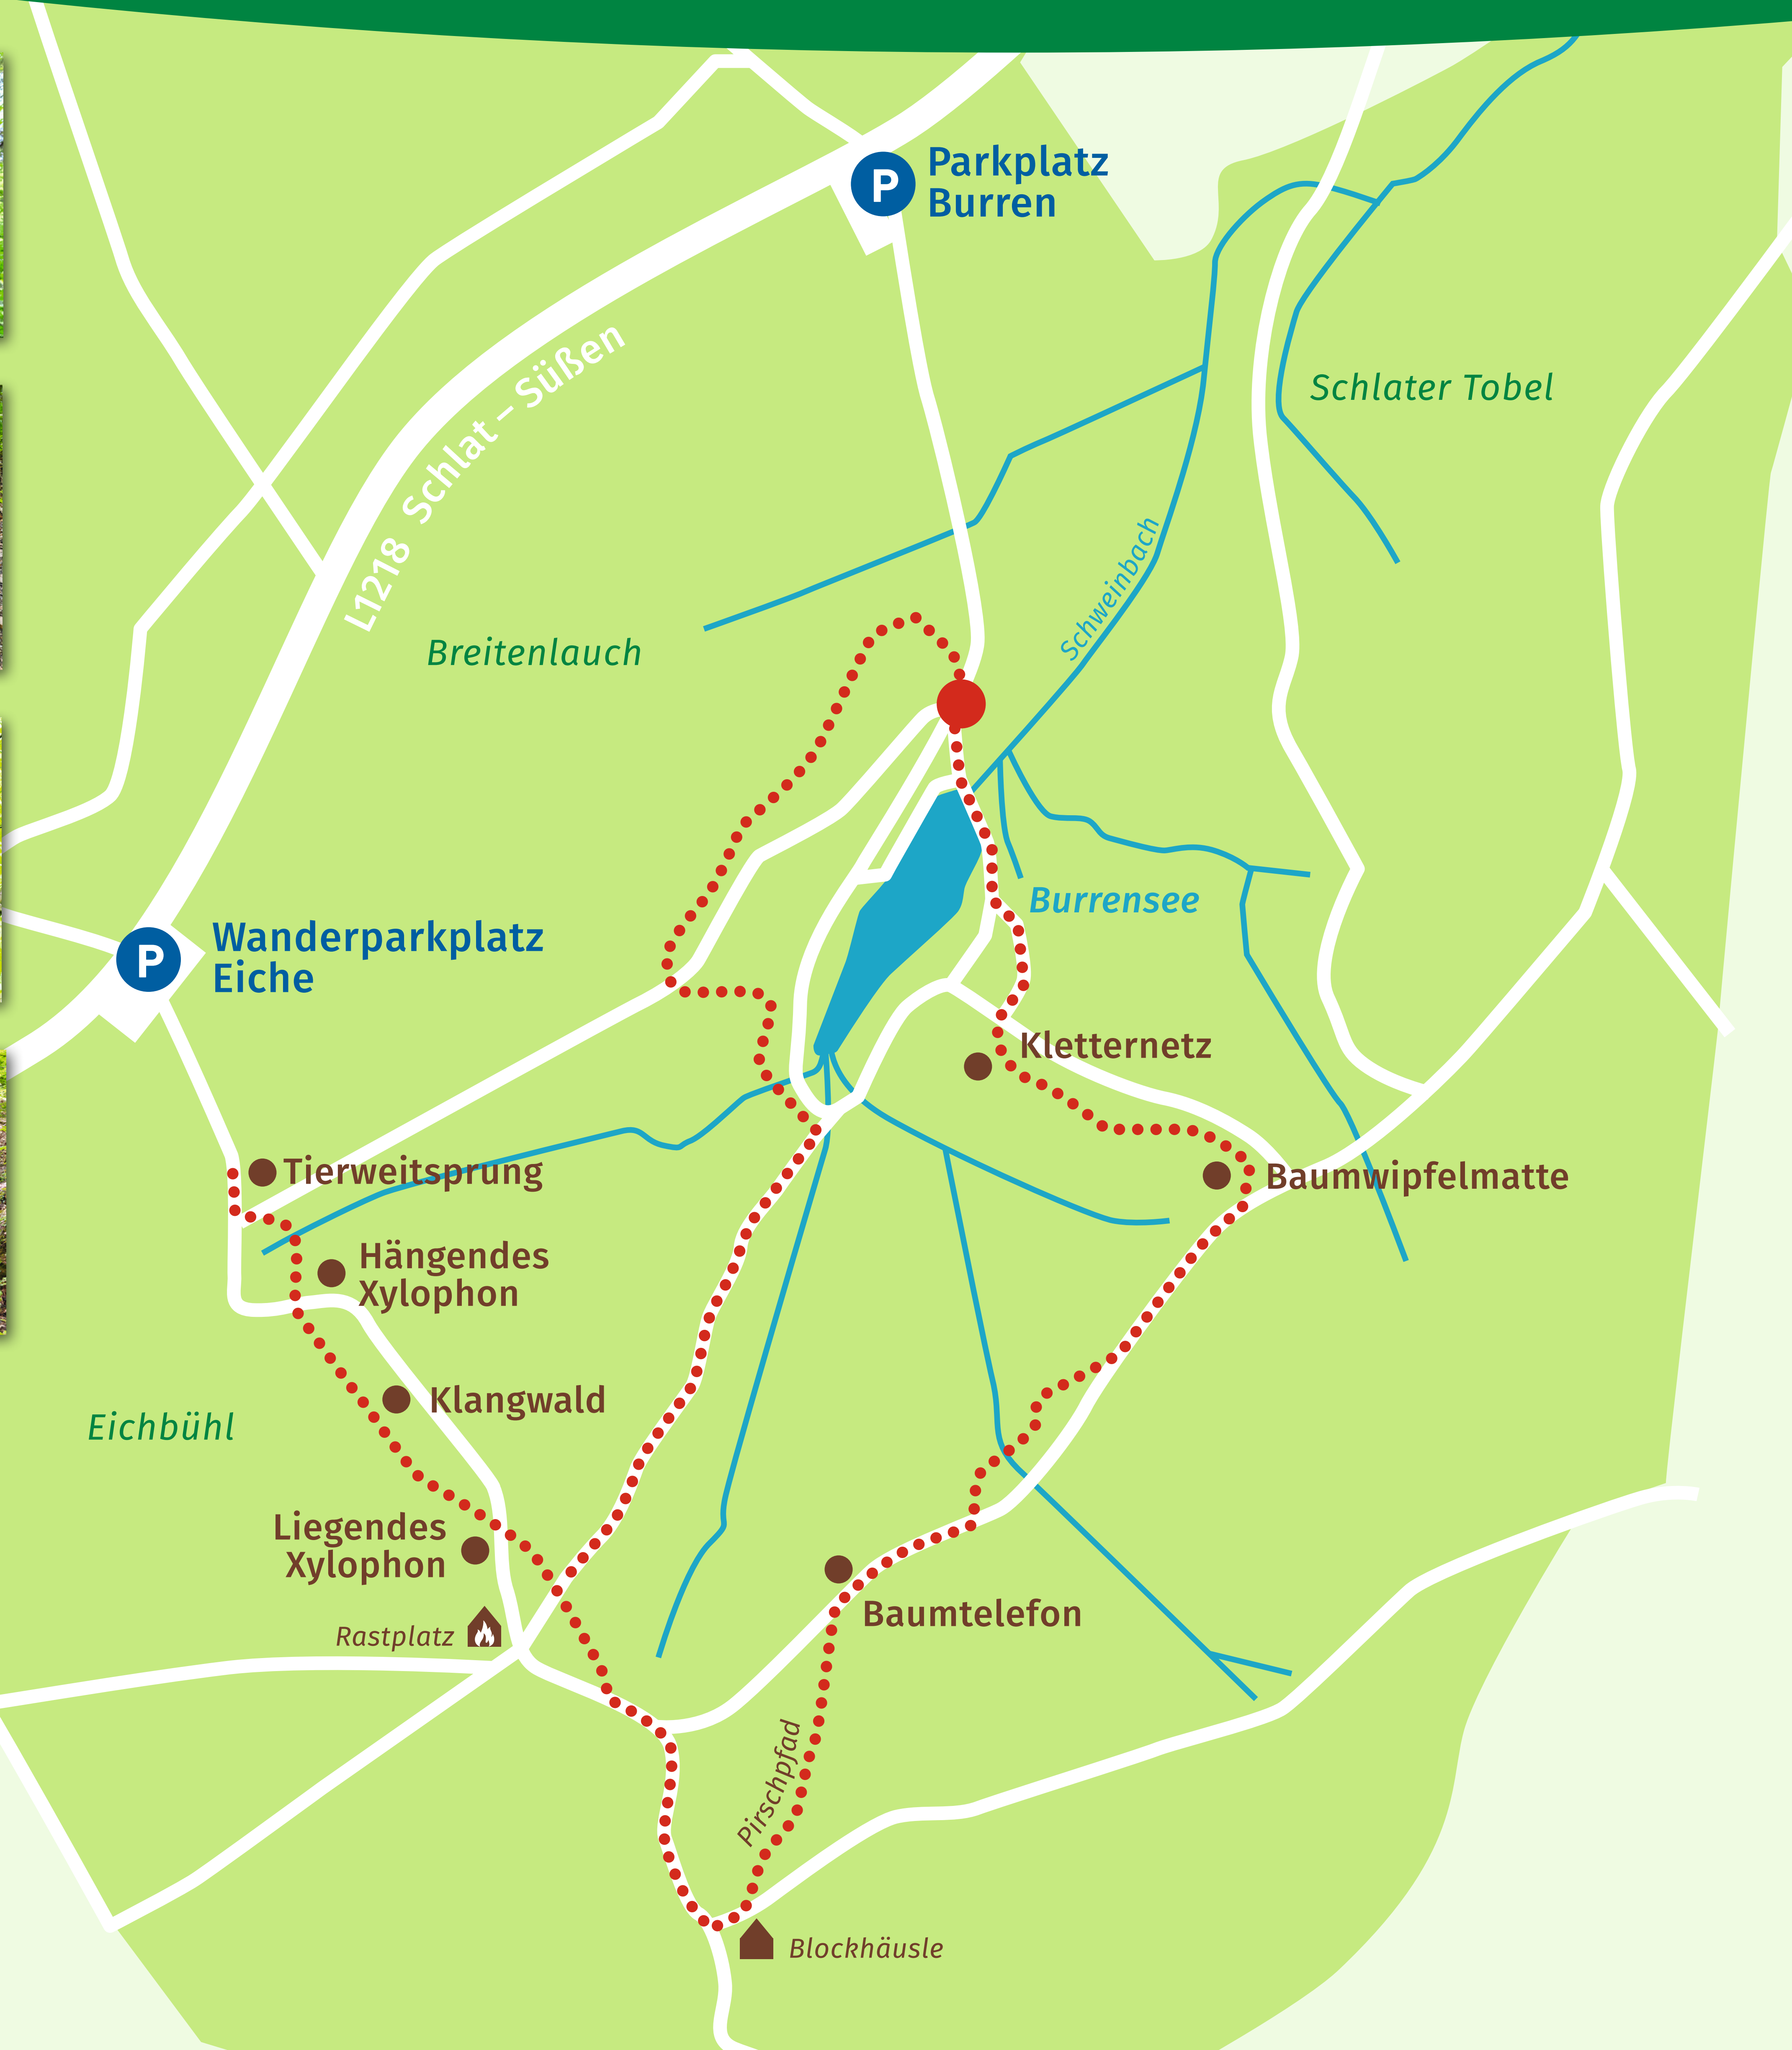 P
Parkplatz
Burren
L1218 Schlat – Süßen
Schlater Tobel
Schweinbach
Breitenlauch
Burrensee
P
Wanderparkplatz
Eiche
Kletternetz
Tierweitsprung
Baumwipfelmatte
Hängendes
Xylophon
Klangwald
Eichbühl
Liegendes
Xylophon
Baumtelefon
Rastplatz
Pirschpfad
Blockhäusle